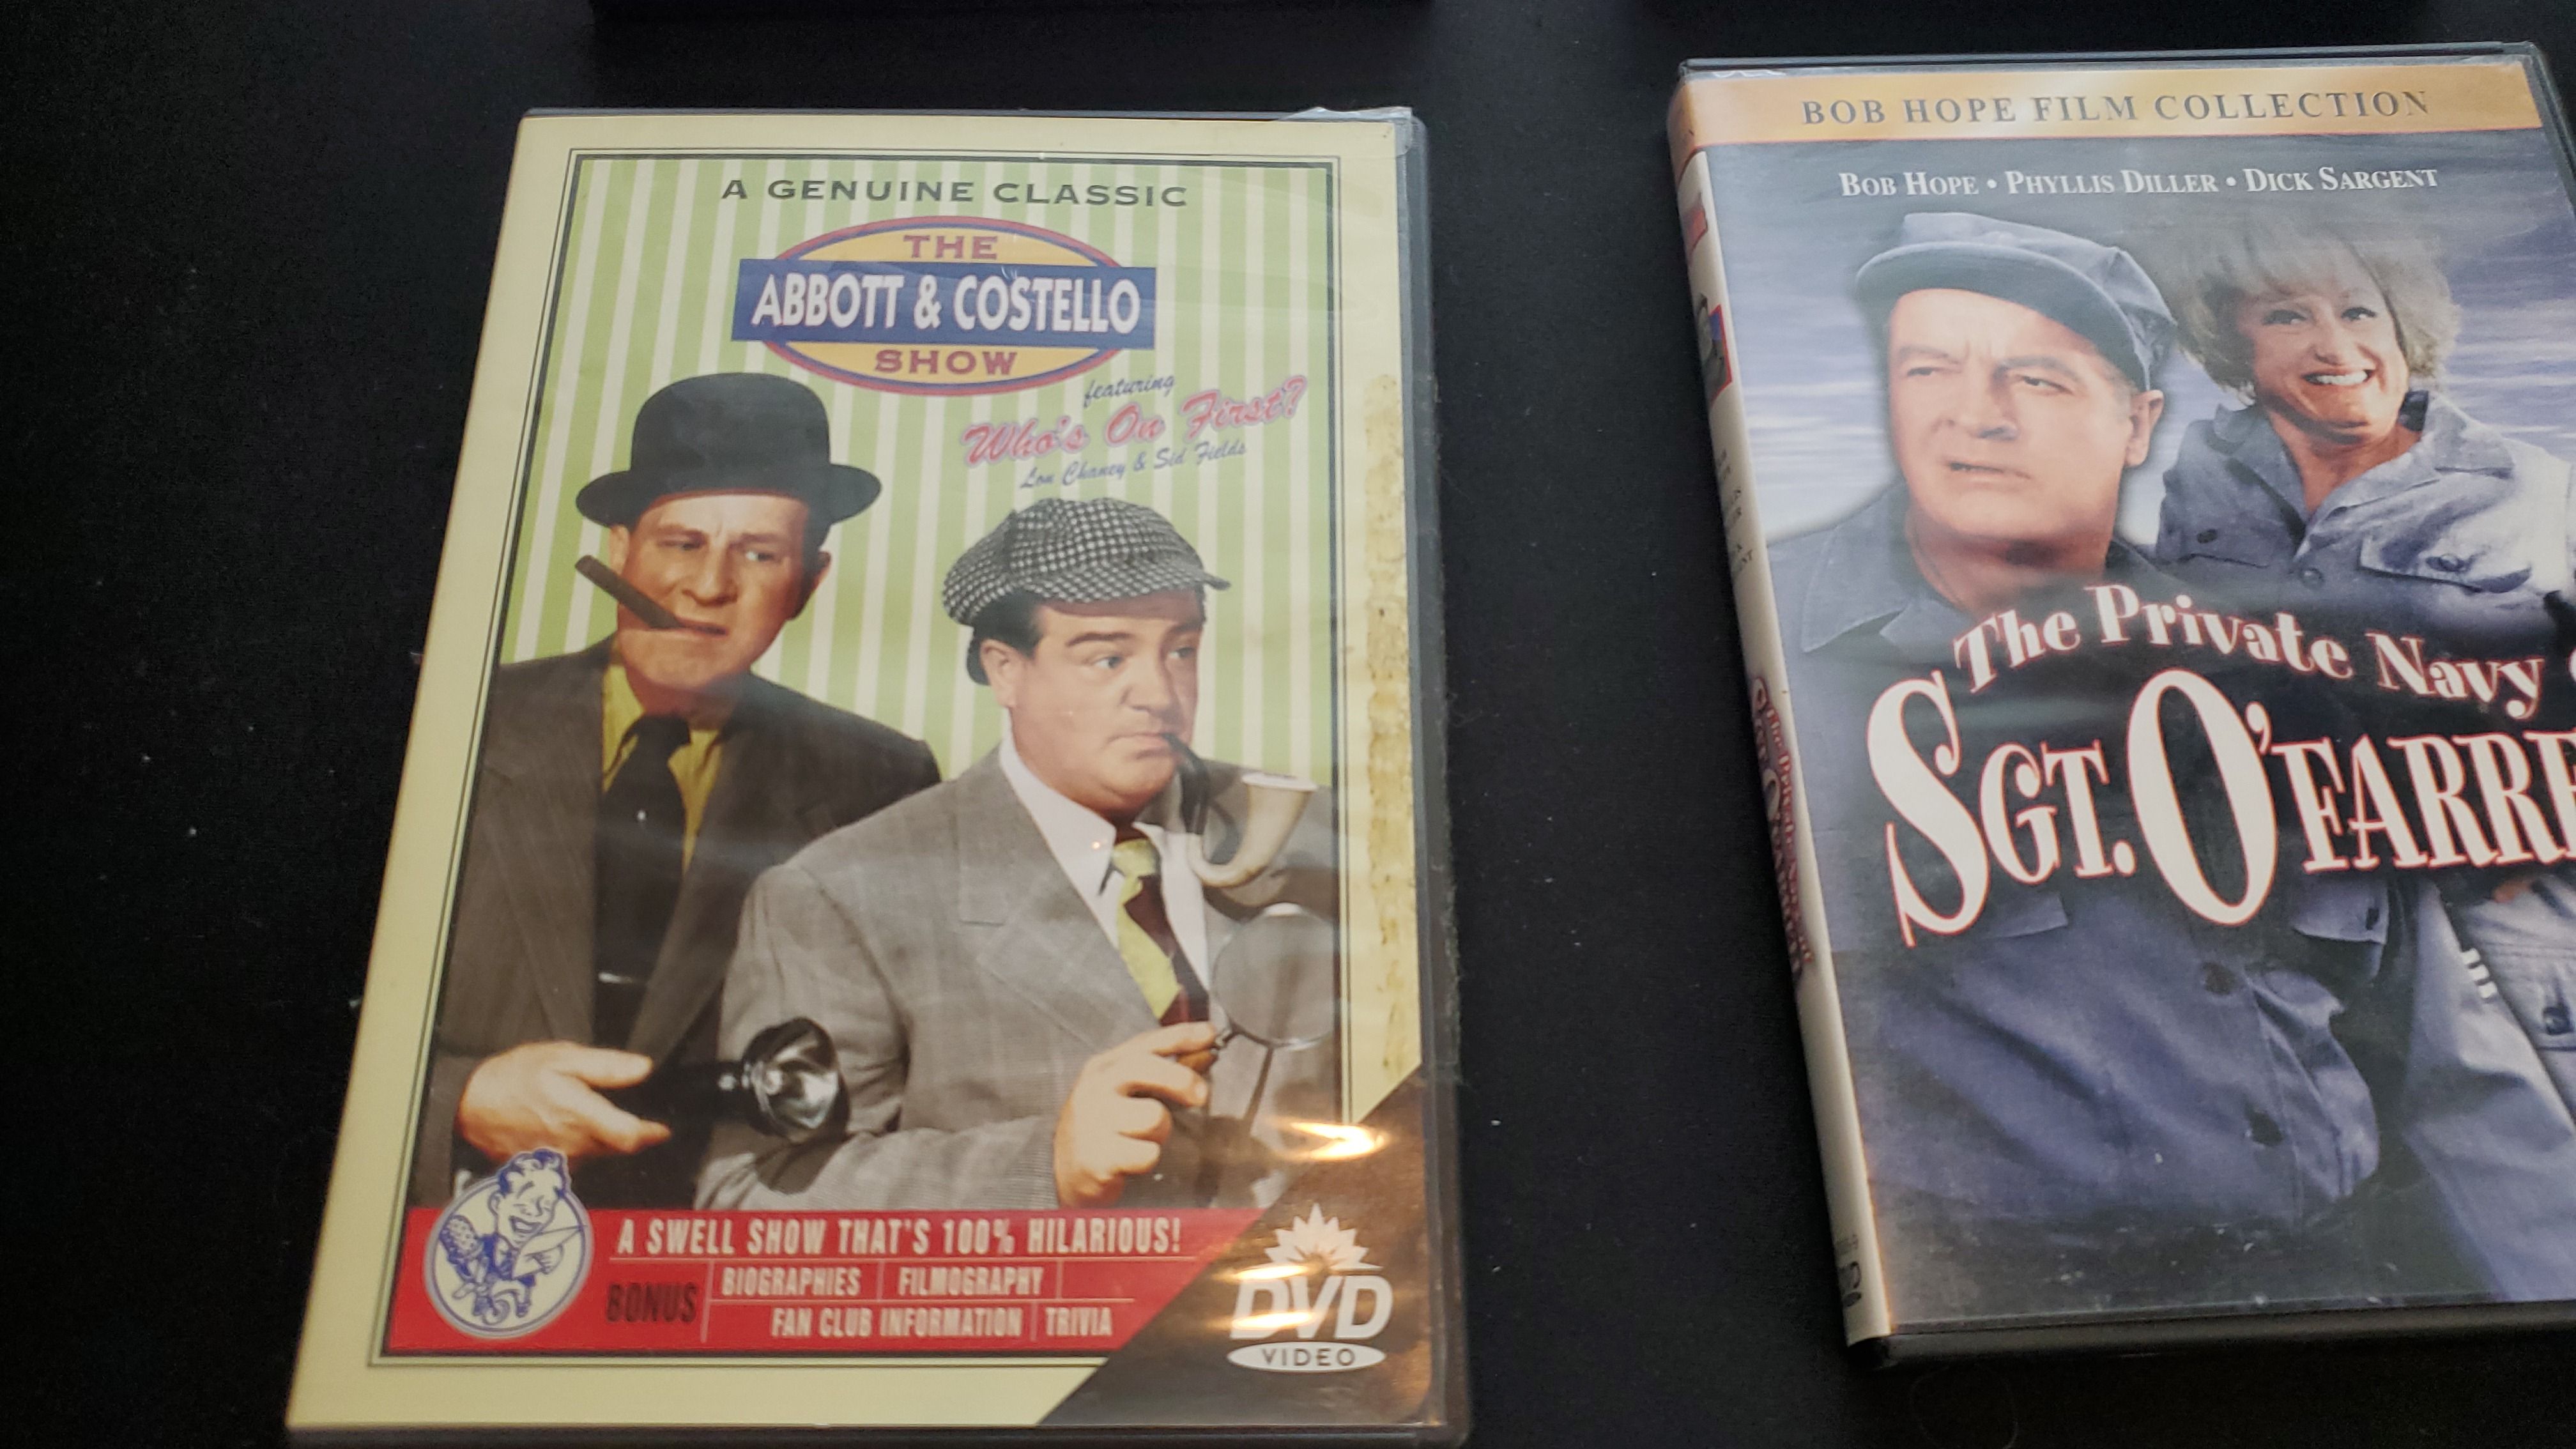 A GENUINE CLASSIC
THE
ABBOTT & COSTELLO
SHOW
featuring
Who's On First?
Lon Chaney & Sid Fields
A SWELL SHOW THAT'S 100% HILARIOUS!
BONUS
BIOGRAPHIES FILMOGRAPHY
FAN CLUB INFORMATION TRIVIA
DVD
VIDEO
BOB HOPE FILM COLLECTION
BOB HOPE • PHYLLIS DILLER • DICK SARGENT
The Private Navy
SGT. O'FARRE